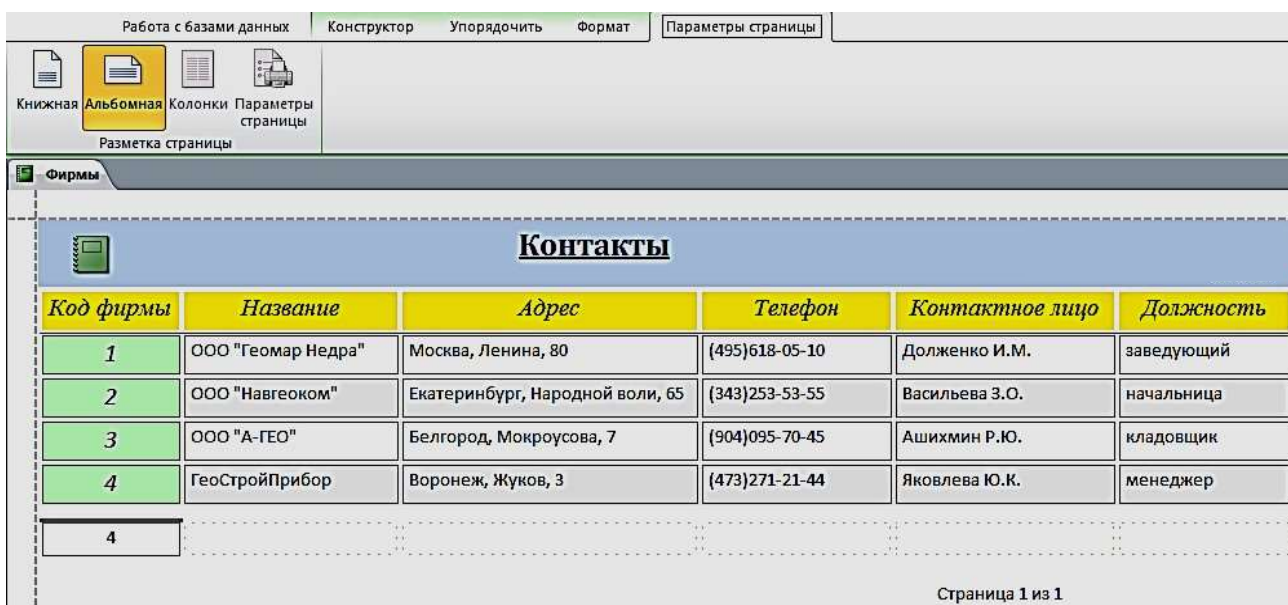 Работа с базами данных Конструктор Упорядочить Формат Параметры страницы
Книжная Альбомная Колонки Параметры страницы
Разметка страницы
Фирмы
Контакты
Код фирмы Название Адрес Телефон Контактное лицо Должность
1 ООО "Геомар Недра" Москва, Ленина, 80 (495)618-05-10 Долженко И.М. заведующий
2 ООО "Навгеоком" Екатеринбург, Народной воли, 65 (343)253-53-55 Васильева З.О. начальница
3 ООО "А-ГЕО" Белгород, Мокроусова, 7 (904)095-70-45 Ашихмин Р.Ю. кладовщик
4 ГеоСтройПрибор Воронеж, Жуков, 3 (473)271-21-44 Яковлева Ю.К. менеджер
4
Страница 1 из 1